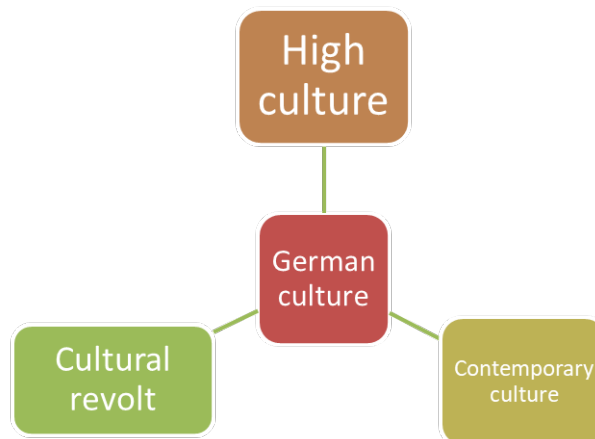 High
culture
German
culture
Cultural
revolt
Contemporary
culture